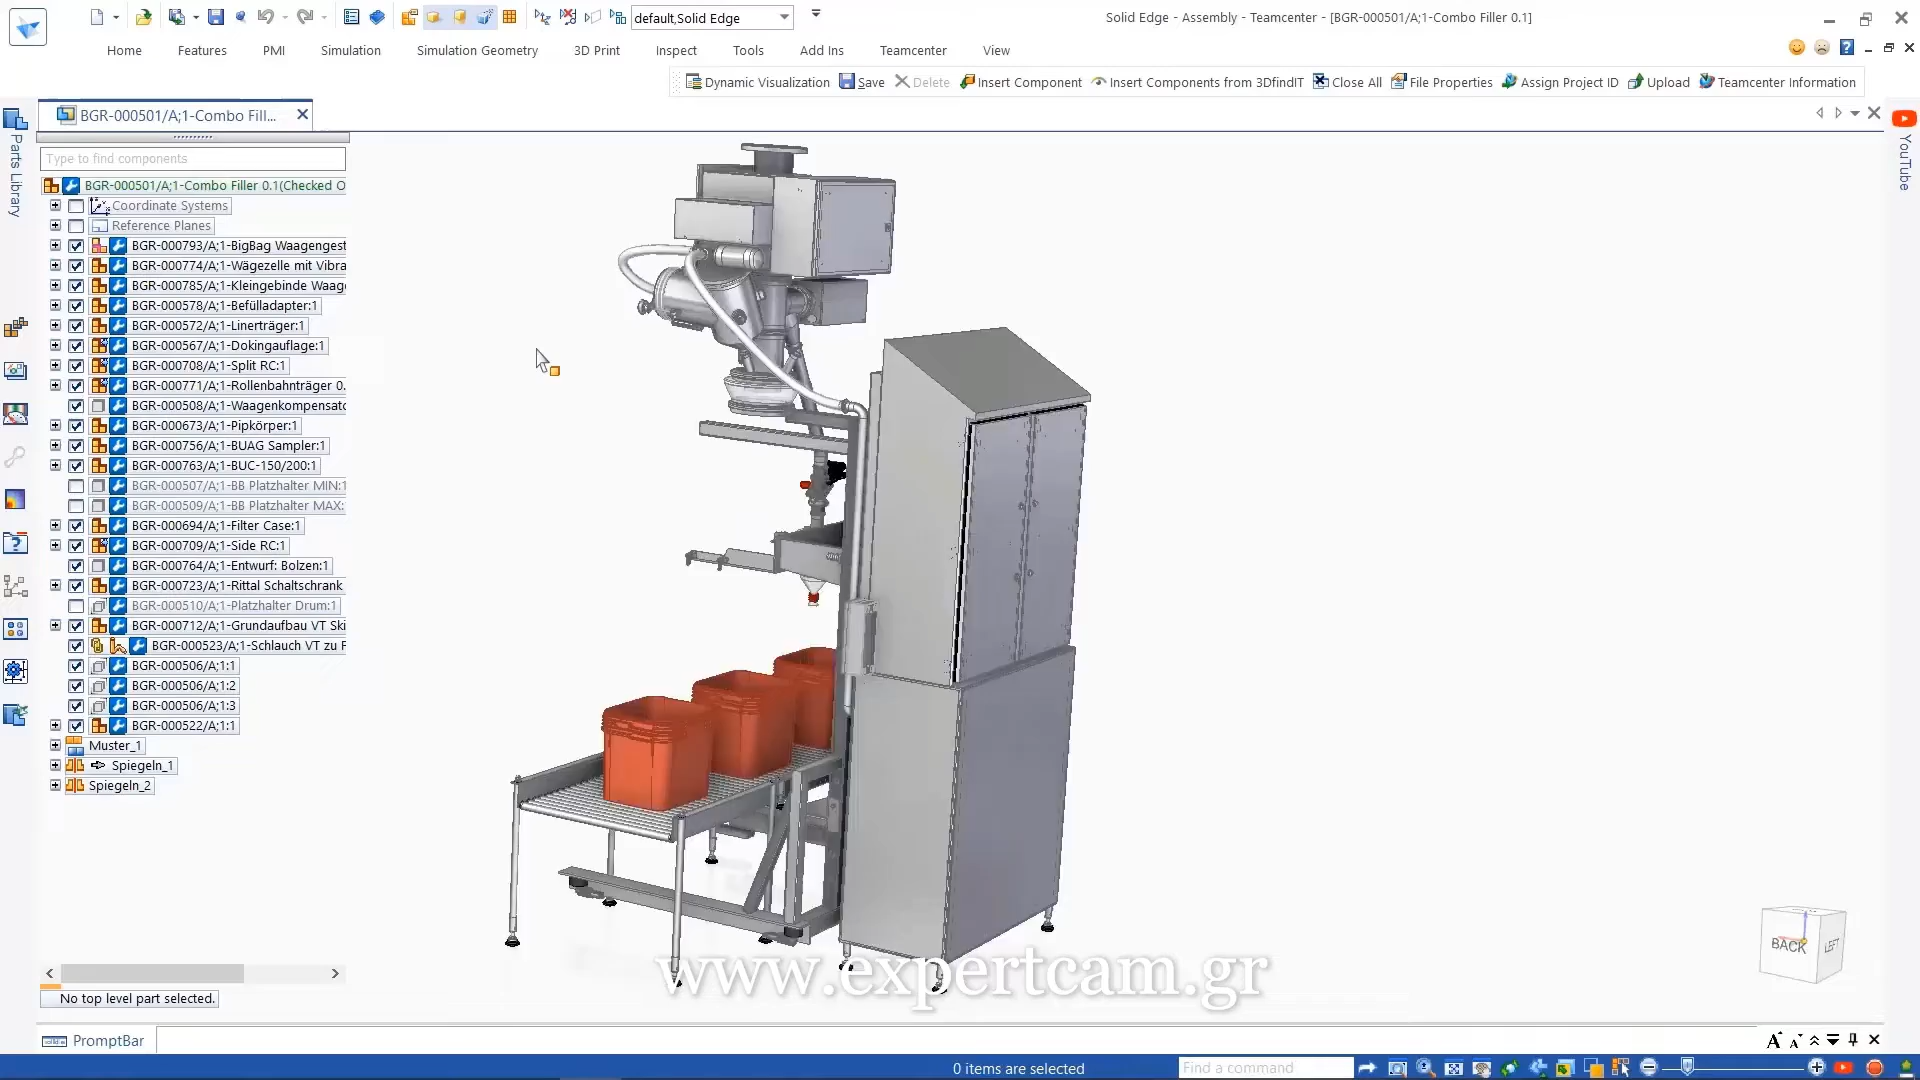 default,Solid Edge
Solid Edge - Assembly - Teamcenter - [BGR-000501/A;1-Combo Filler 0.1]
Home Features PMI Simulation Simulation Geometry 3D Print Inspect Tools Add Ins Teamcenter View
Dynamic Visualization Save Delete Insert Component Insert Components from 3DfindIT Close All File Properties Assign Project ID Upload Teamcenter Information
BGR-000501/A;1-Combo Fill...
Parts Library
YouTube
Type to find components
BGR-000501/A;1-Combo Filler 0.1(Checked O
Coordinate Systems
Reference Planes
BGR-000793/A;1-BigBag Waagengest
BGR-000774/A;1-Wägezelle mit Vibra
BGR-000785/A;1-Kleingebinde Waag
BGR-000578/A;1-Befülladapter:1
BGR-000572/A;1-Linerträger:1
BGR-000567/A;1-Dokingauflage:1
BGR-000708/A;1-Split RC:1
BGR-000771/A;1-Rollenbahnträger 0.
BGR-000508/A;1-Waagenkompensato
BGR-000673/A;1-Pipkörper:1
BGR-000756/A;1-BUAG Sampler:1
BGR-000763/A;1-BUC-150/200:1
BGR-000507/A;1-BB Platzhalter MIN:1
BGR-000509/A;1-BB Platzhalter MAX:
BGR-000694/A;1-Filter Case:1
BGR-000709/A;1-Side RC:1
BGR-000764/A;1-Entwurf: Bolzen:1
BGR-000723/A;1-Rittal Schaltschrank
BGR-000510/A;1-Platzhalter Drum:1
BGR-000712/A;1-Grundaufbau VT Ski
BGR-000523/A;1-Schlauch VT zu F
BGR-000506/A;1:1
BGR-000506/A;1:2
BGR-000506/A;1:3
BGR-000522/A;1:1
Muster_1
Spiegeln_1
Spiegeln_2
BACK LEFT
www.expertcam.gr
No top level part selected.
PromptBar
0 items are selected
Find a command